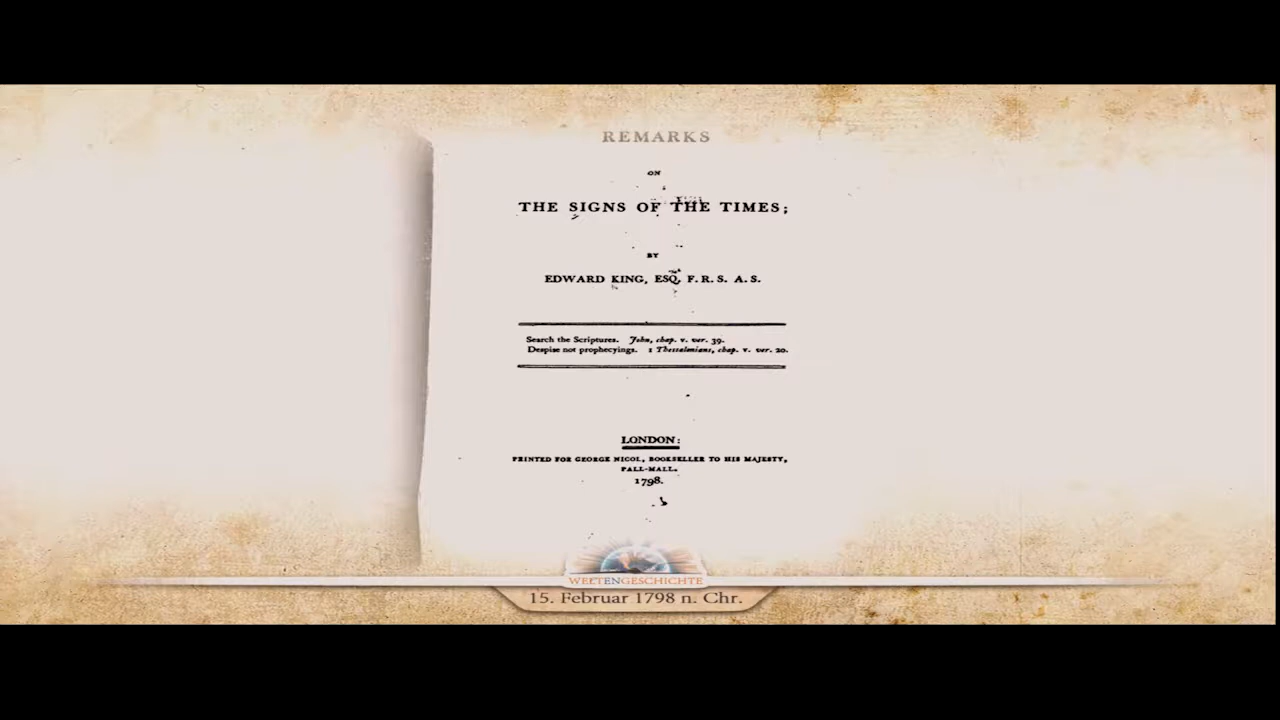 REMARKS
ON
THE SIGNS OF THE TIMES;
BY
EDWARD KING, ESQ. F.R.S. A.S.
Search the Scriptures. John, chap. v. ver. 39.
Despise not prophecyings. 1 Thessalonians, chap. v. ver. 20.
LONDON:
PRINTED FOR GEORGE NICOL, BOOKSELLER TO HIS MAJESTY,
PALL-MALL.
1798.
WELTENGESCHICHTE
15. Februar 1798 n. Chr.